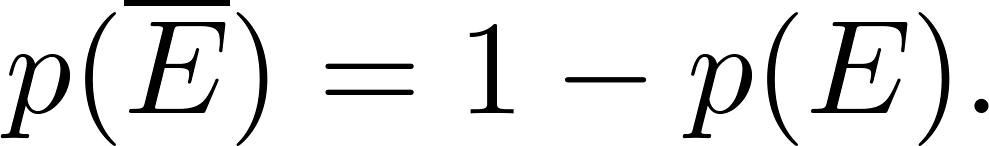 p(E̅) = 1 − p(E).